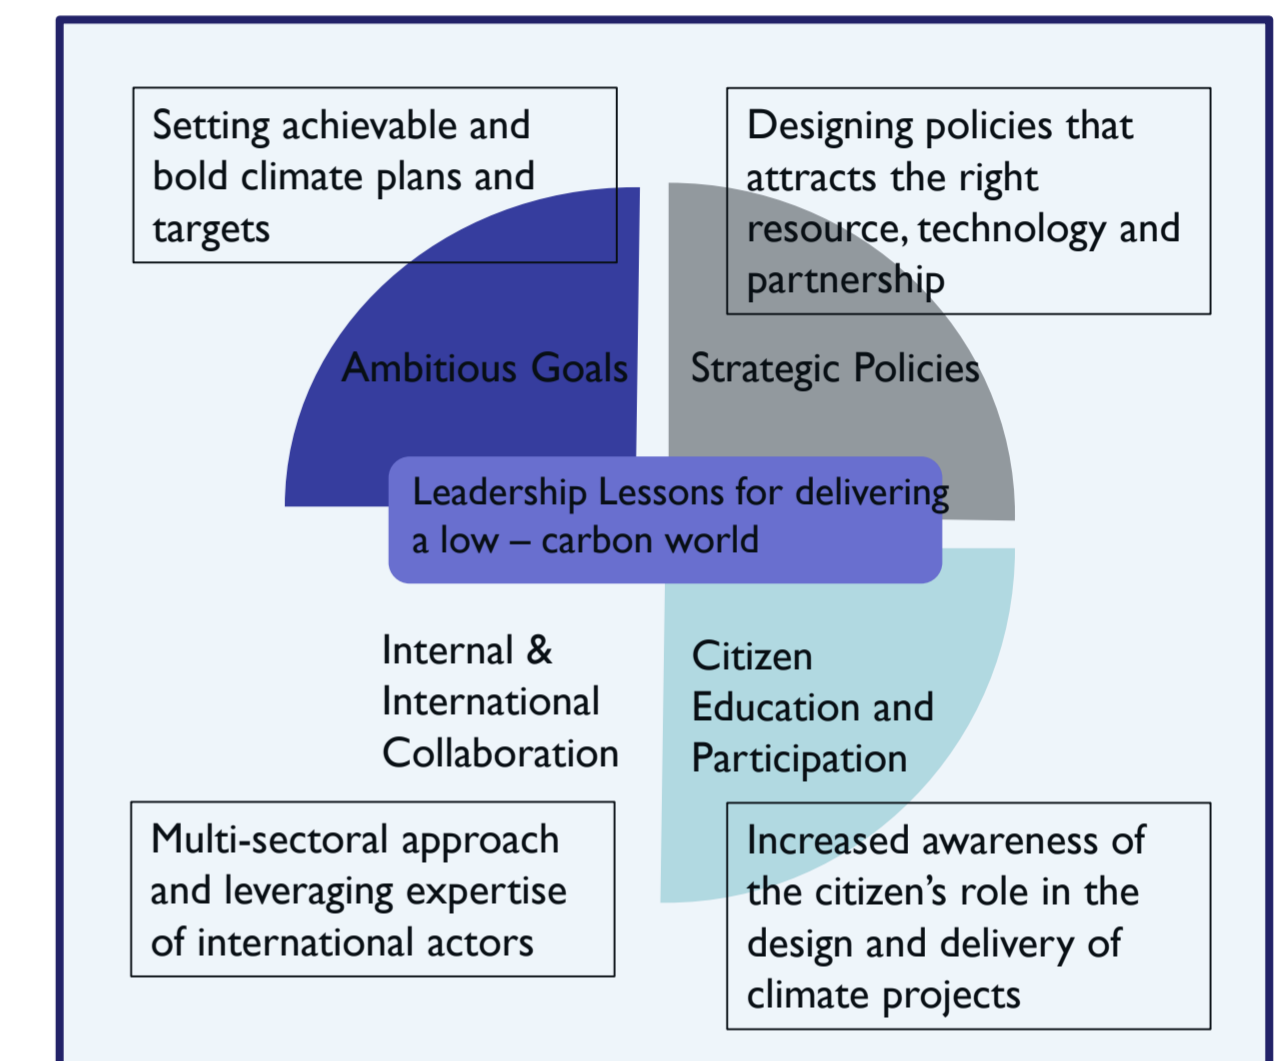 Setting achievable and
bold climate plans and
targets
Designing policies that
attracts the right
resource, technology and
partnership
Ambitious Goals
Strategic Policies
Leadership Lessons for delivering
a low – carbon world
Internal &
International
Collaboration
Citizen
Education and
Participation
Multi-sectoral approach
and leveraging expertise
of international actors
Increased awareness of
the citizen’s role in the
design and delivery of
climate projects